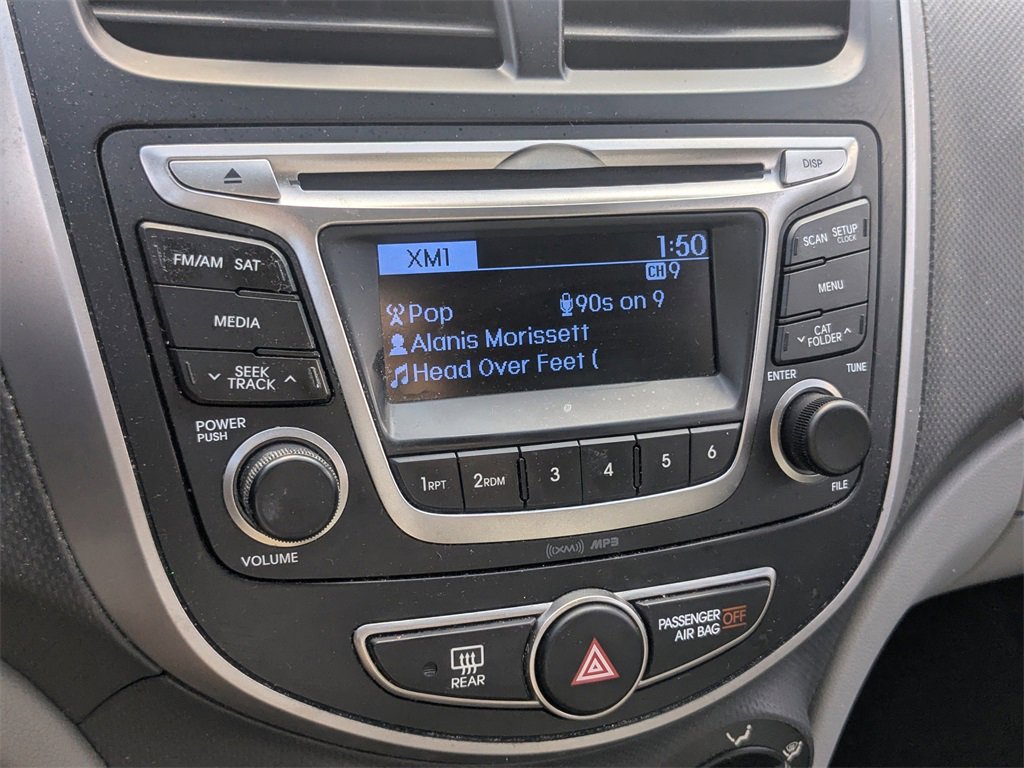 DISP
XM1 1:50
CH 9
Pop 90s on 9
Alanis Morissett
Head Over Feet (
FM/AM SAT
MEDIA
SEEK
TRACK
POWER
PUSH
VOLUME
SCAN SETUP
CLOCK
MENU
CAT
FOLDER
ENTER TUNE
FILE
1RPT 2RDM 3 4 5 6
((XM)) MP3
REAR
PASSENGER OFF
AIR BAG